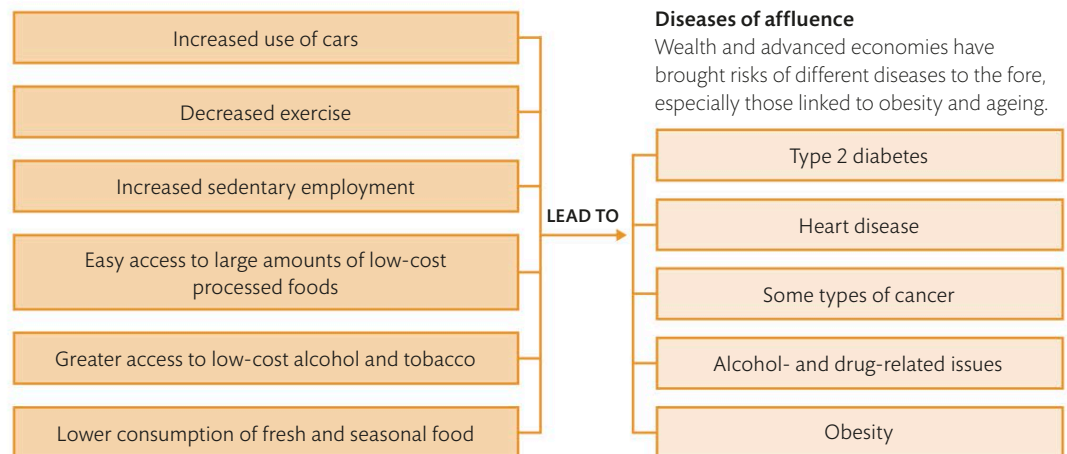 Increased use of cars
Decreased exercise
Increased sedentary employment
Easy access to large amounts of low-cost
processed foods
Greater access to low-cost alcohol and tobacco
Lower consumption of fresh and seasonal food
LEAD TO
Diseases of affluence
Wealth and advanced economies have
brought risks of different diseases to the fore,
especially those linked to obesity and ageing.
Type 2 diabetes
Heart disease
Some types of cancer
Alcohol- and drug-related issues
Obesity